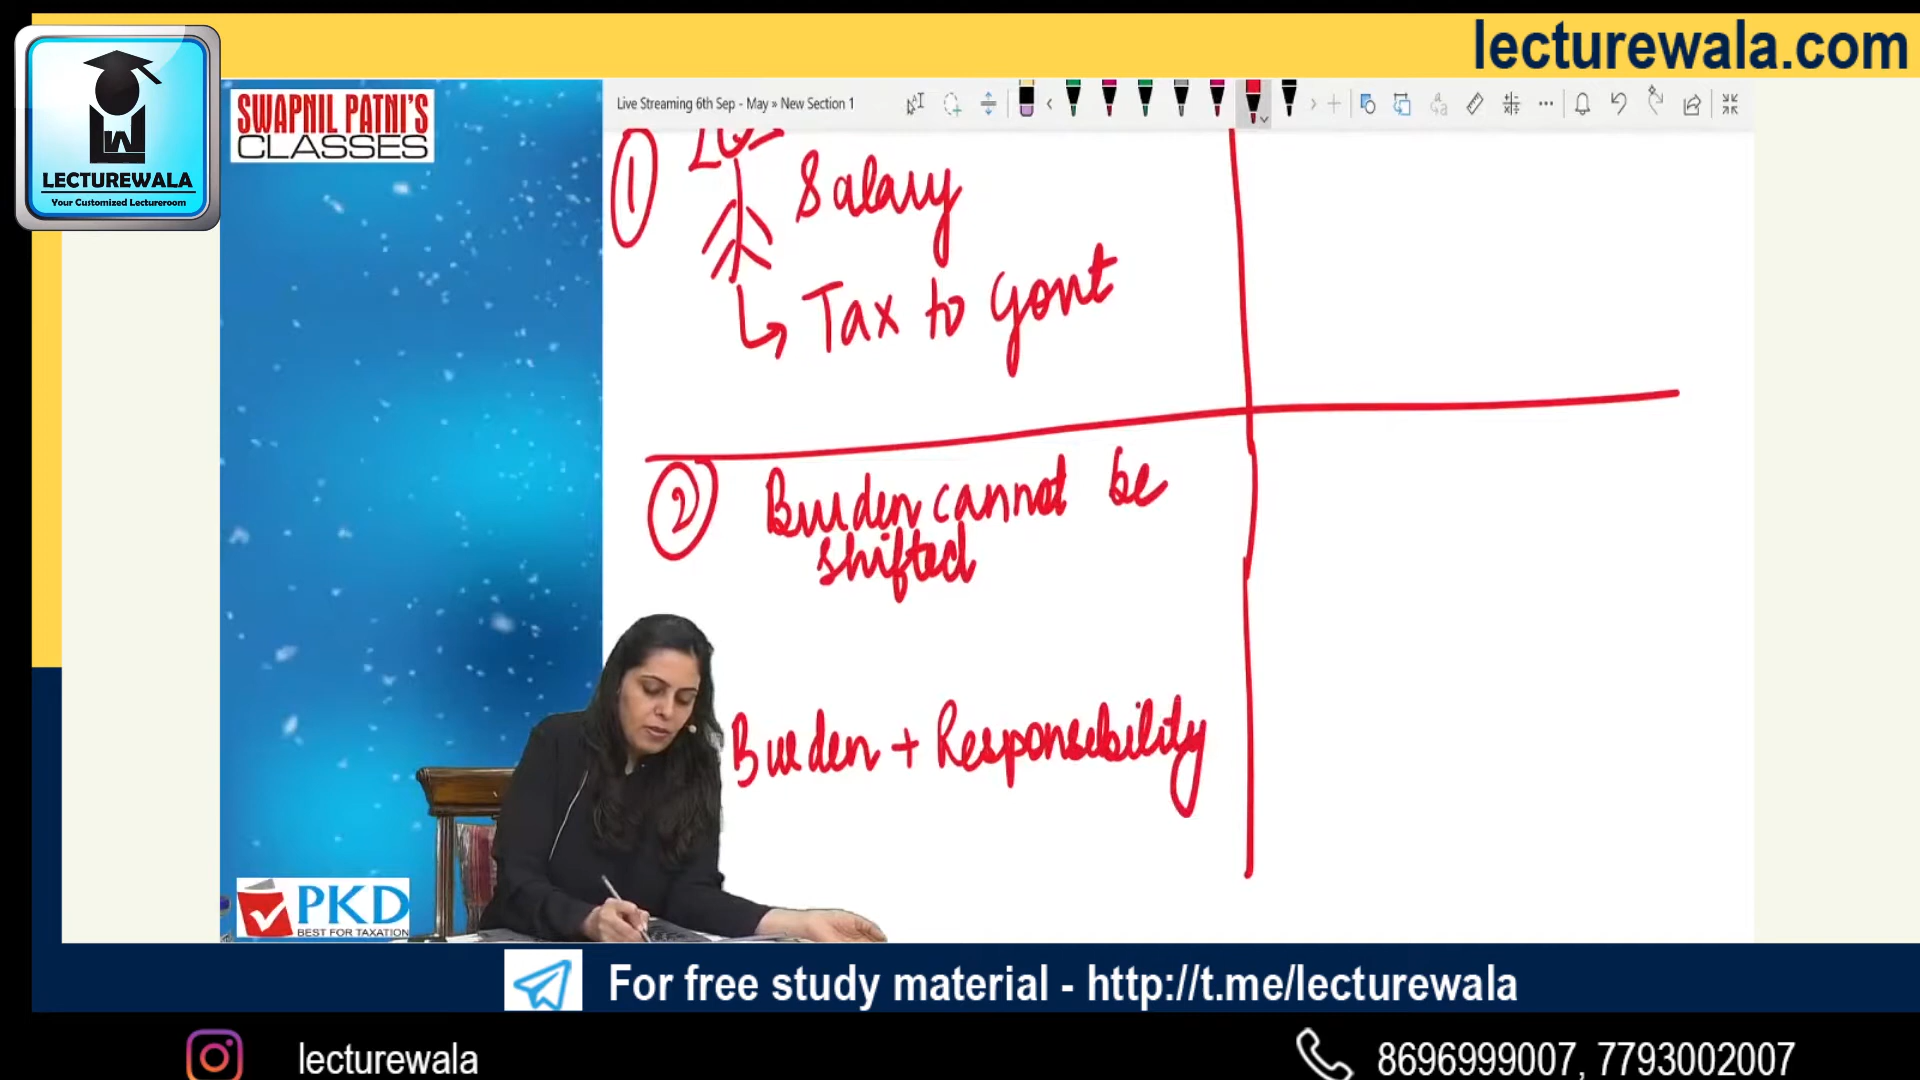 lecturewala.com
LW
LECTUREWALA
Your Customized Lectureroom
SWAPNIL PATNI'S
CLASSES
Live Streaming 6th Sep - May » New Section 1
1
Salary
Tax to Govt
2 Burden cannot be
shifted
Burden + Responsebility
PKD
BEST FOR TAXATION
For free study material - http://t.me/lecturewala
lecturewala
8696999007, 7793002007